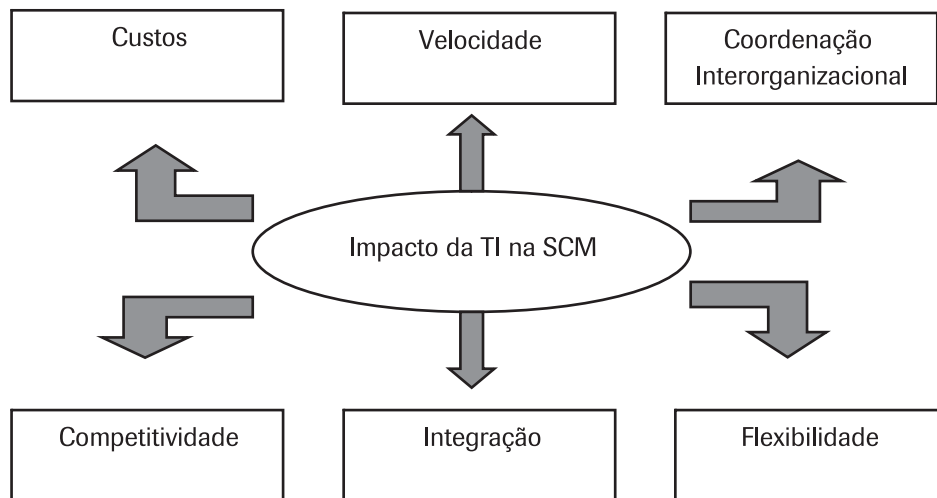 Custos
Velocidade
Coordenação
Interorganizacional
Impacto da TI na SCM
Competitividade
Integração
Flexibilidade